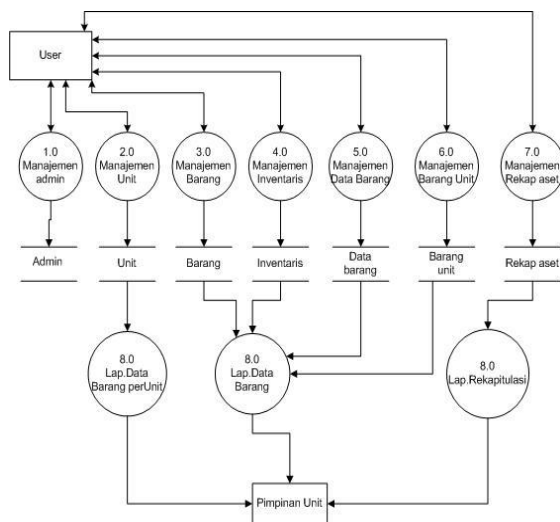 User
1.0
Manajemen
admin
2.0
Manajemen
Unit
3.0
Manajemen
Barang
4.0
Manajemen
Inventaris
5.0
Manajemen
Data Barang
6.0
Manajemen
Barang Unit
7.0
Manajemen
Rekap aset
Admin
Unit
Barang
Inventaris
Data
barang
Barang
unit
Rekap aset
8.0
Lap.Data
Barang perUnit
8.0
Lap.Data
Barang
8.0
Lap.Rekapitulasi
Pimpinan Unit